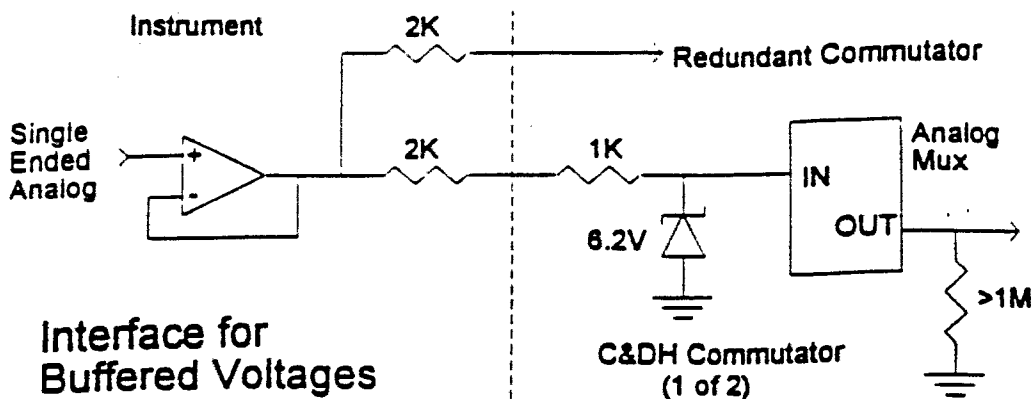 Instrument
2K
Redundant Commutator
Single
Ended
Analog
+
-
2K
1K
Analog
Mux
IN
OUT
6.2V
>1M
Interface for
Buffered Voltages
C&DH Commutator
(1 of 2)